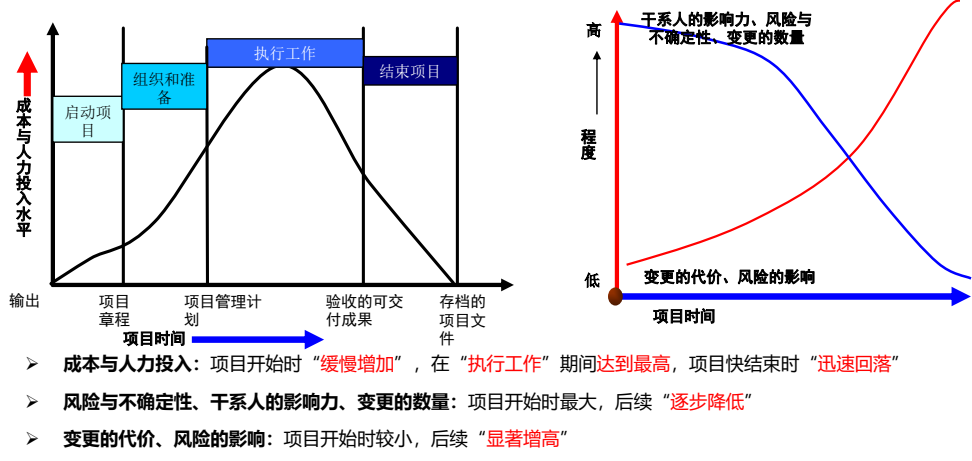 成本与人力投入水平
启动项
目
组织和准
备
执行工作
结束项目
输出
项目
章程
项目管理计
划
验收的可交
付成果
存档的
项目文
件
项目时间
高
程度
低
干系人的影响力、风险与
不确定性、变更的数量
变更的代价、风险的影响
项目时间
➢ 成本与人力投入：项目开始时“缓慢增加”，在“执行工作”期间达到最高，项目快结束时“迅速回落”
➢ 风险与不确定性、干系人的影响力、变更的数量：项目开始时最大，后续“逐步降低”
➢ 变更的代价、风险的影响：项目开始时较小，后续“显著增高”